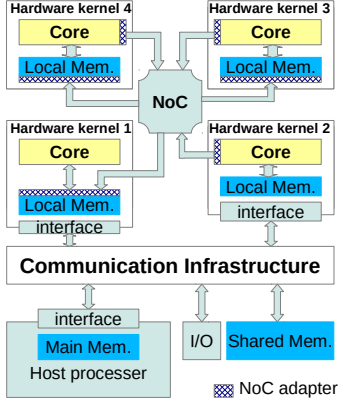 Hardware kernel 4
Core
Local Mem.
Hardware kernel 3
Core
Local Mem.
NoC
Hardware kernel 1
Core
Local Mem.
interface
Hardware kernel 2
Core
Local Mem.
interface
Communication Infrastructure
interface
Main Mem.
Host processer
I/O
Shared Mem.
NoC adapter